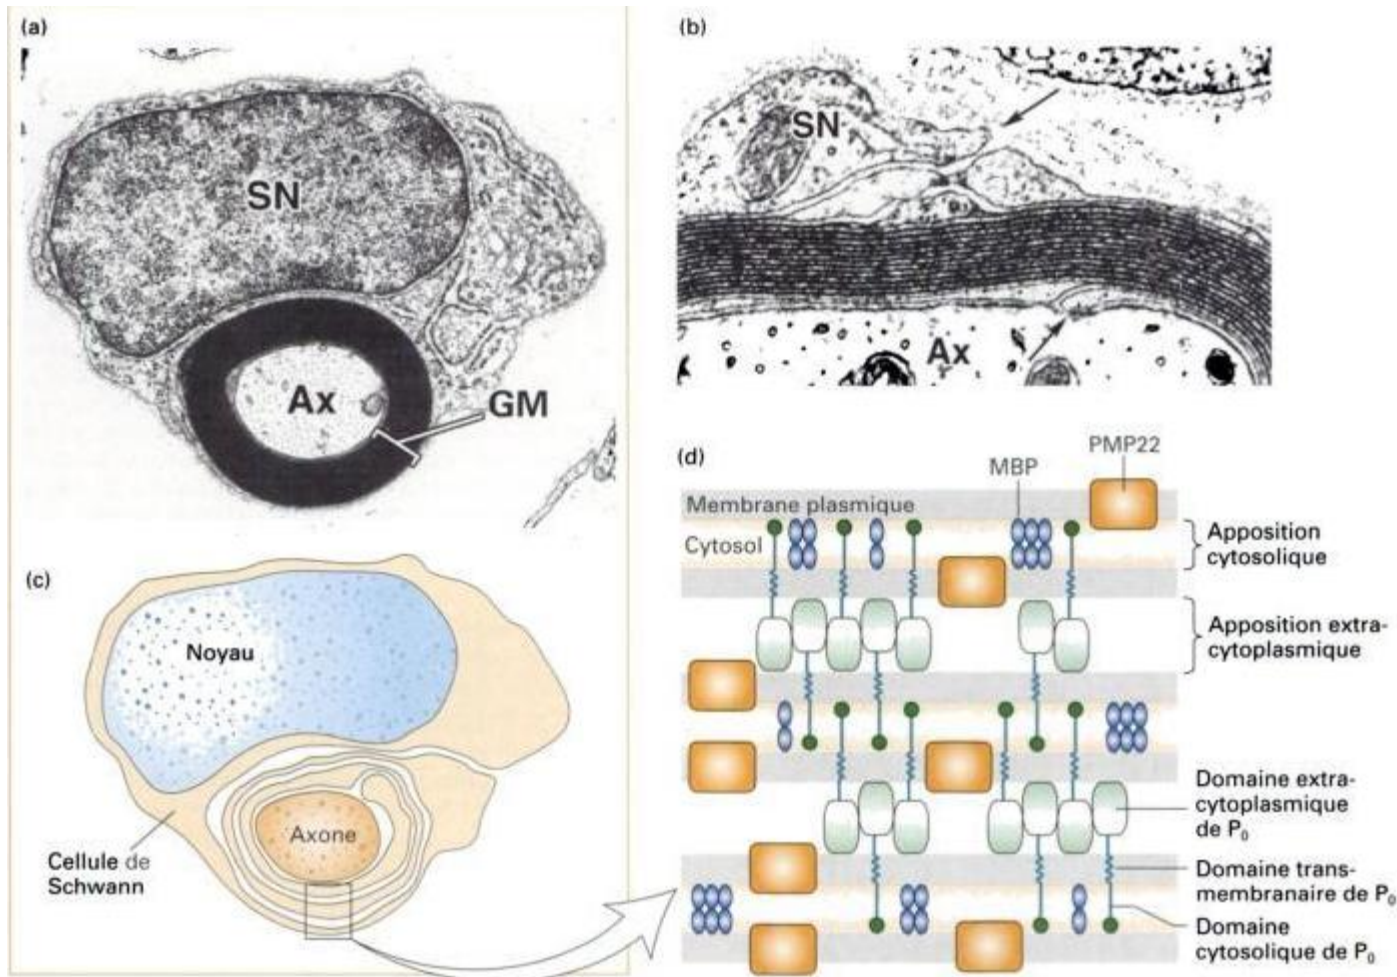 (a)
SN
Ax
GM
(b)
SN
Ax
(c)
Noyau
Axone
Cellule de
Schwann
(d)
MBP
PMP22
Membrane plasmique
Cytosol
Apposition
cytosolique
Apposition extra-
cytoplasmique
Domaine extra-
cytoplasmique
de P₀
Domaine trans-
membranaire de P₀
Domaine
cytosolique de P₀